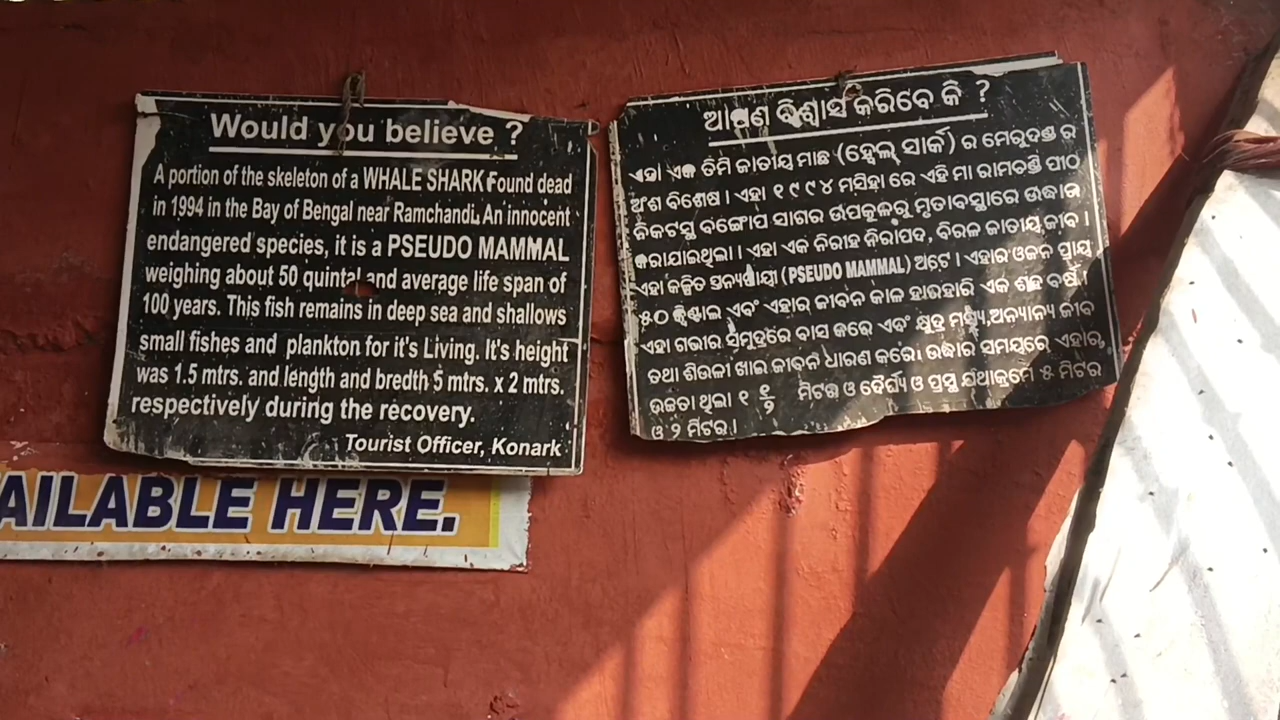 Would you believe ?
A portion of the skeleton of a WHALE SHARK Found dead
in 1994 in the Bay of Bengal near Ramchandi. An innocent
endangered species, it is a PSEUDO MAMMAL
weighing about 50 quintal and average life span of
100 years. This fish remains in deep sea and shallows
small fishes and plankton for it's Living. It's height
was 1.5 mtrs. and length and bredth 5 mtrs. x 2 mtrs.
respectively during the recovery.
Tourist Officer, Konark
AILABLE HERE.
ଆପଣ ବିଶ୍ୱାସ କରିବେ କି ?
ଏହା ଏକ ତିମି ଜାତୀୟ ମାଛ (ହ୍ୱେଲ୍ ସାର୍କ) ର ମେରୁଦଣ୍ଡ ର
ଅଂଶ ବିଶେଷ । ଏହା ୧୯୯୪ ମସିହା ରେ ଏହି ମା ରାମଚଣ୍ଡି ପୀଠ
ନିକଟସ୍ଥ ବଙ୍ଗୋପ ସାଗର ଉପକୂଳରୁ ମୃତାବସ୍ଥାରେ ଉଦ୍ଧାର
କରାଯାଇଥିଲା । ଏହା ଏକ ନିରୀହ ନିରାପଦ, ବିରଳ ଜାତୀୟ ଜୀବ ।
ଏହା କଳ୍ପିତ ସ୍ତନ୍ୟପାୟୀ (PSEUDO MAMMAL) ଅଟେ । ଏହାର ଓଜନ ପ୍ରାୟ
୫୦ କ୍ୱିଣ୍ଟାଲ ଏବଂ ଏହାର ଜୀବନ କାଳ ହାଭହାରି ଏକ ଶହ ବର୍ଷ ।
ଏହା ଗଭୀର ସମୁଦ୍ରରେ ବାସ କରେ ଏବଂ କ୍ଷୁଦ୍ର ମତ୍ସ୍ୟ, ଅନ୍ୟାନ୍ୟ ଜୀବ
ତଥା ଶିଉଳୀ ଖାଇ ଜୀବନ ଧାରଣ କରେ। ଉଦ୍ଧାର ସମୟରେ ଏହାର
ଉଚ୍ଚତା ଥିଲା ୧ ୧/୨ ମିଟର ଓ ଦୈର୍ଘ୍ୟ ଓ ପ୍ରସ୍ଥ ଯଥାକ୍ରମେ ୫ ମିଟର
ଓ ୨ ମିଟର ।